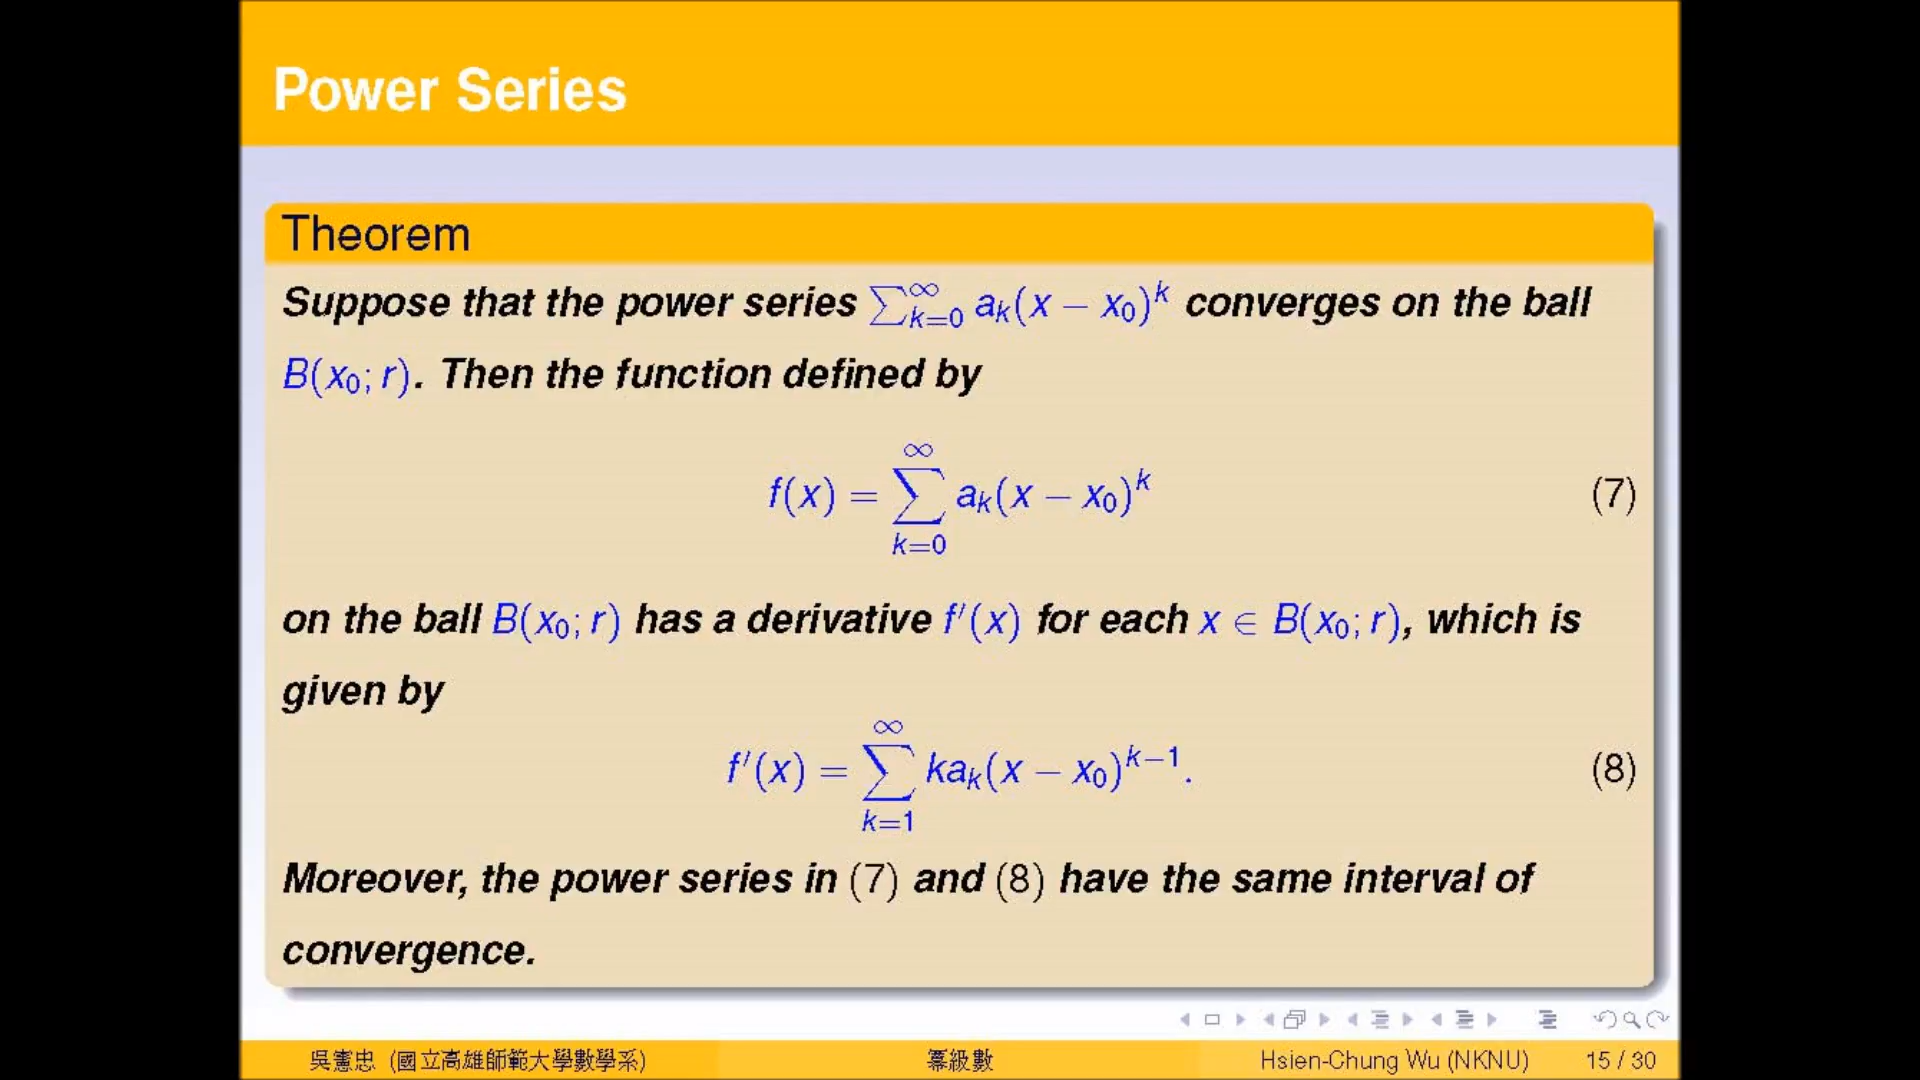 Power Series
Theorem
Suppose that the power series ∑_{k=0}^{∞} a_k(x − x_0)^k converges on the ball
B(x_0; r). Then the function defined by
f(x) = ∑_{k=0}^{∞} a_k(x − x_0)^k (7)
on the ball B(x_0; r) has a derivative f′(x) for each x ∈ B(x_0; r), which is
given by
f′(x) = ∑_{k=1}^{∞} ka_k(x − x_0)^{k−1}. (8)
Moreover, the power series in (7) and (8) have the same interval of
convergence.
吳憲忠 (國立高雄師範大學數學系) 冪級數 Hsien-Chung Wu (NKNU) 15 / 30